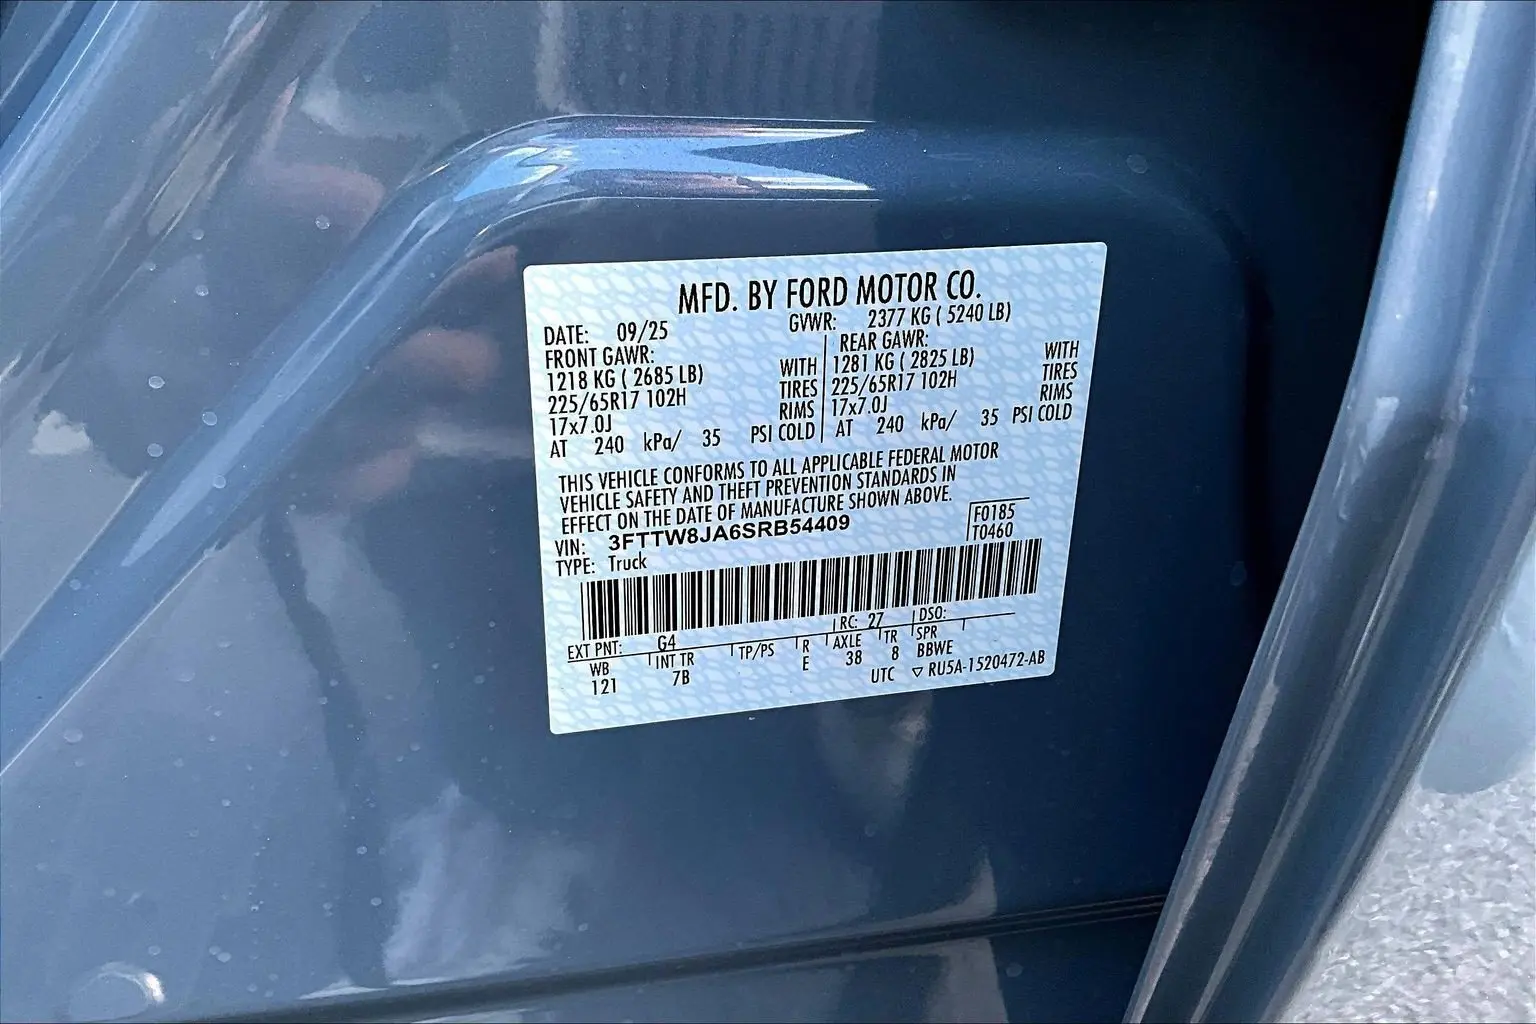 MFD. BY FORD MOTOR CO.
DATE: 09/25 GVWR: 2377 KG ( 5240 LB)
FRONT GAWR: REAR GAWR:
1218 KG ( 2685 LB) WITH 1281 KG ( 2825 LB) WITH
225/65R17 102H TIRES 225/65R17 102H TIRES
17x7.0J RIMS 17x7.0J RIMS
AT 240 kPa/ 35 PSI COLD AT 240 kPa/ 35 PSI COLD
THIS VEHICLE CONFORMS TO ALL APPLICABLE FEDERAL MOTOR
VEHICLE SAFETY AND THEFT PREVENTION STANDARDS IN
EFFECT ON THE DATE OF MANUFACTURE SHOWN ABOVE.
VIN: 3FTTW8JA6SRB54409 F0185
TYPE: Truck T0460
EXT PNT: G4 RC: 27 DSO:
WB INT TR TP/PS R AXLE TR SPR
121 7B E 38 8 BBWE
UTC ▽ RU5A-1520472-AB